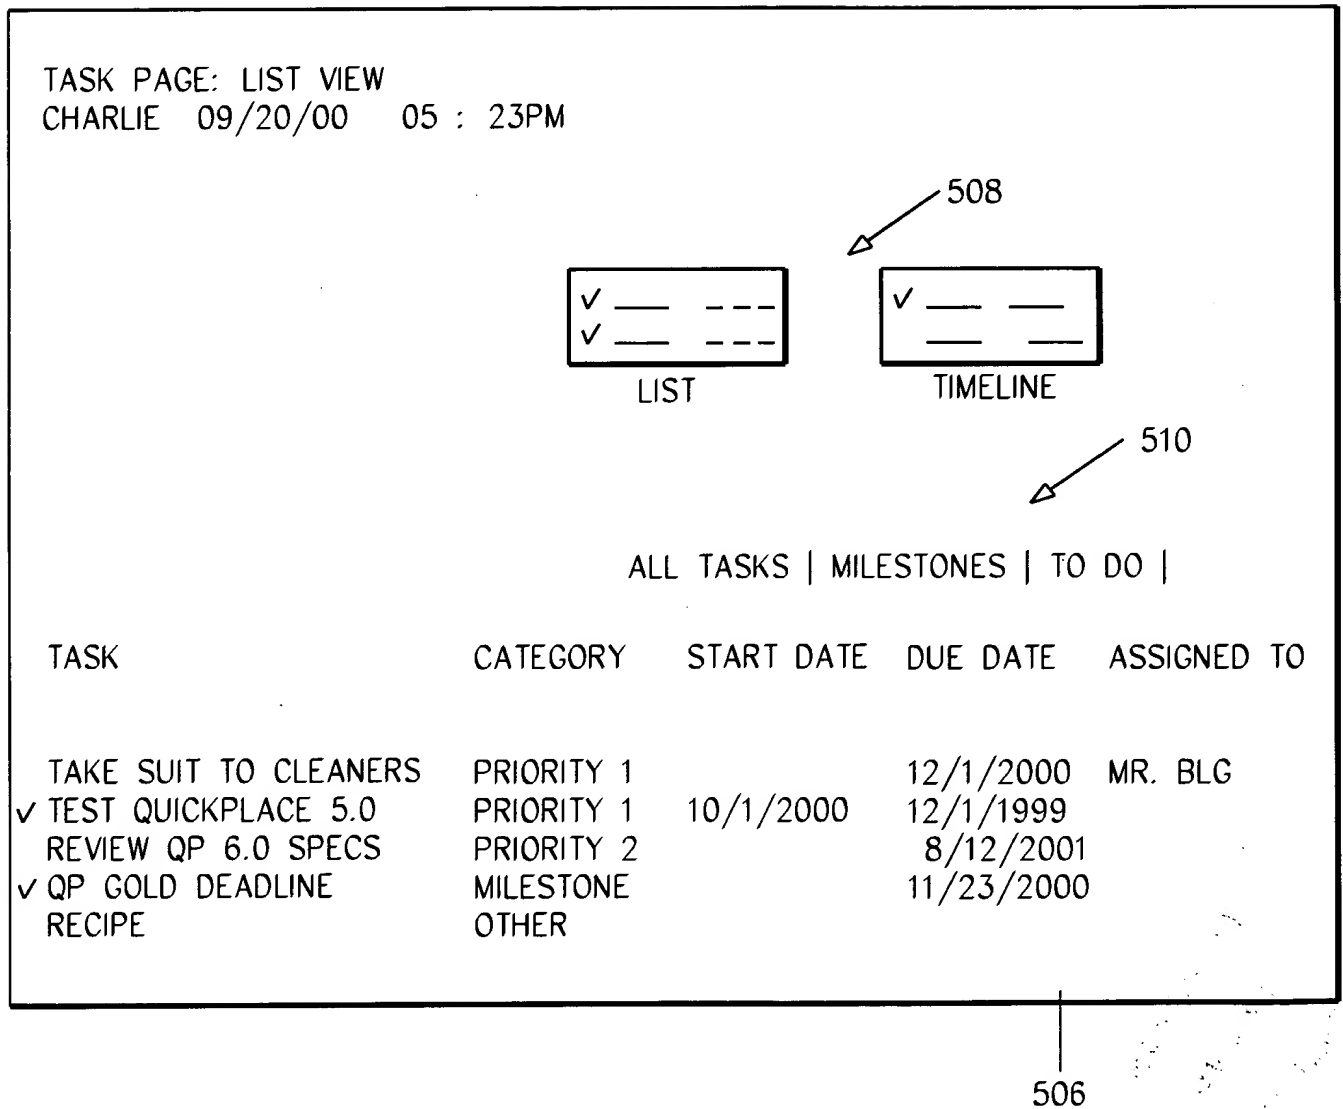 TASK PAGE: LIST VIEW
CHARLIE 09/20/00 05 : 23PM
508
LIST TIMELINE
510
ALL TASKS | MILESTONES | TO DO |
TASK CATEGORY START DATE DUE DATE ASSIGNED TO
TAKE SUIT TO CLEANERS PRIORITY 1 12/1/2000 MR. BLG
✓ TEST QUICKPLACE 5.0 PRIORITY 1 10/1/2000 12/1/1999
REVIEW QP 6.0 SPECS PRIORITY 2 8/12/2001
✓ QP GOLD DEADLINE MILESTONE 11/23/2000
RECIPE OTHER
506